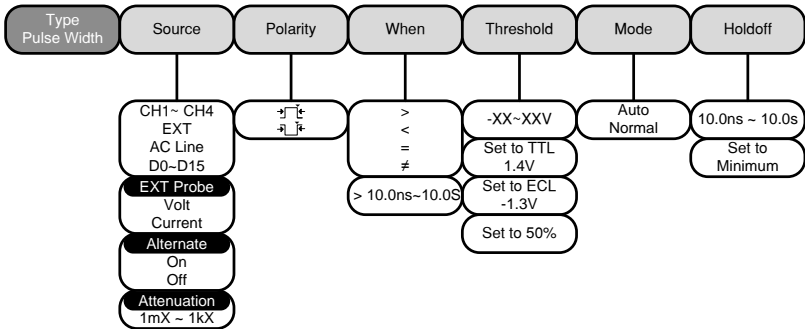 Type
Pulse Width
Source
Polarity
When
Threshold
Mode
Holdoff
CH1~ CH4
EXT
AC Line
D0~D15
EXT Probe
Volt
Current
Alternate
On
Off
Attenuation
1mX ~ 1kX
>
<
=
≠
> 10.0ns~10.0S
-XX~XXV
Set to TTL
1.4V
Set to ECL
-1.3V
Set to 50%
Auto
Normal
10.0ns ~ 10.0s
Set to
Minimum